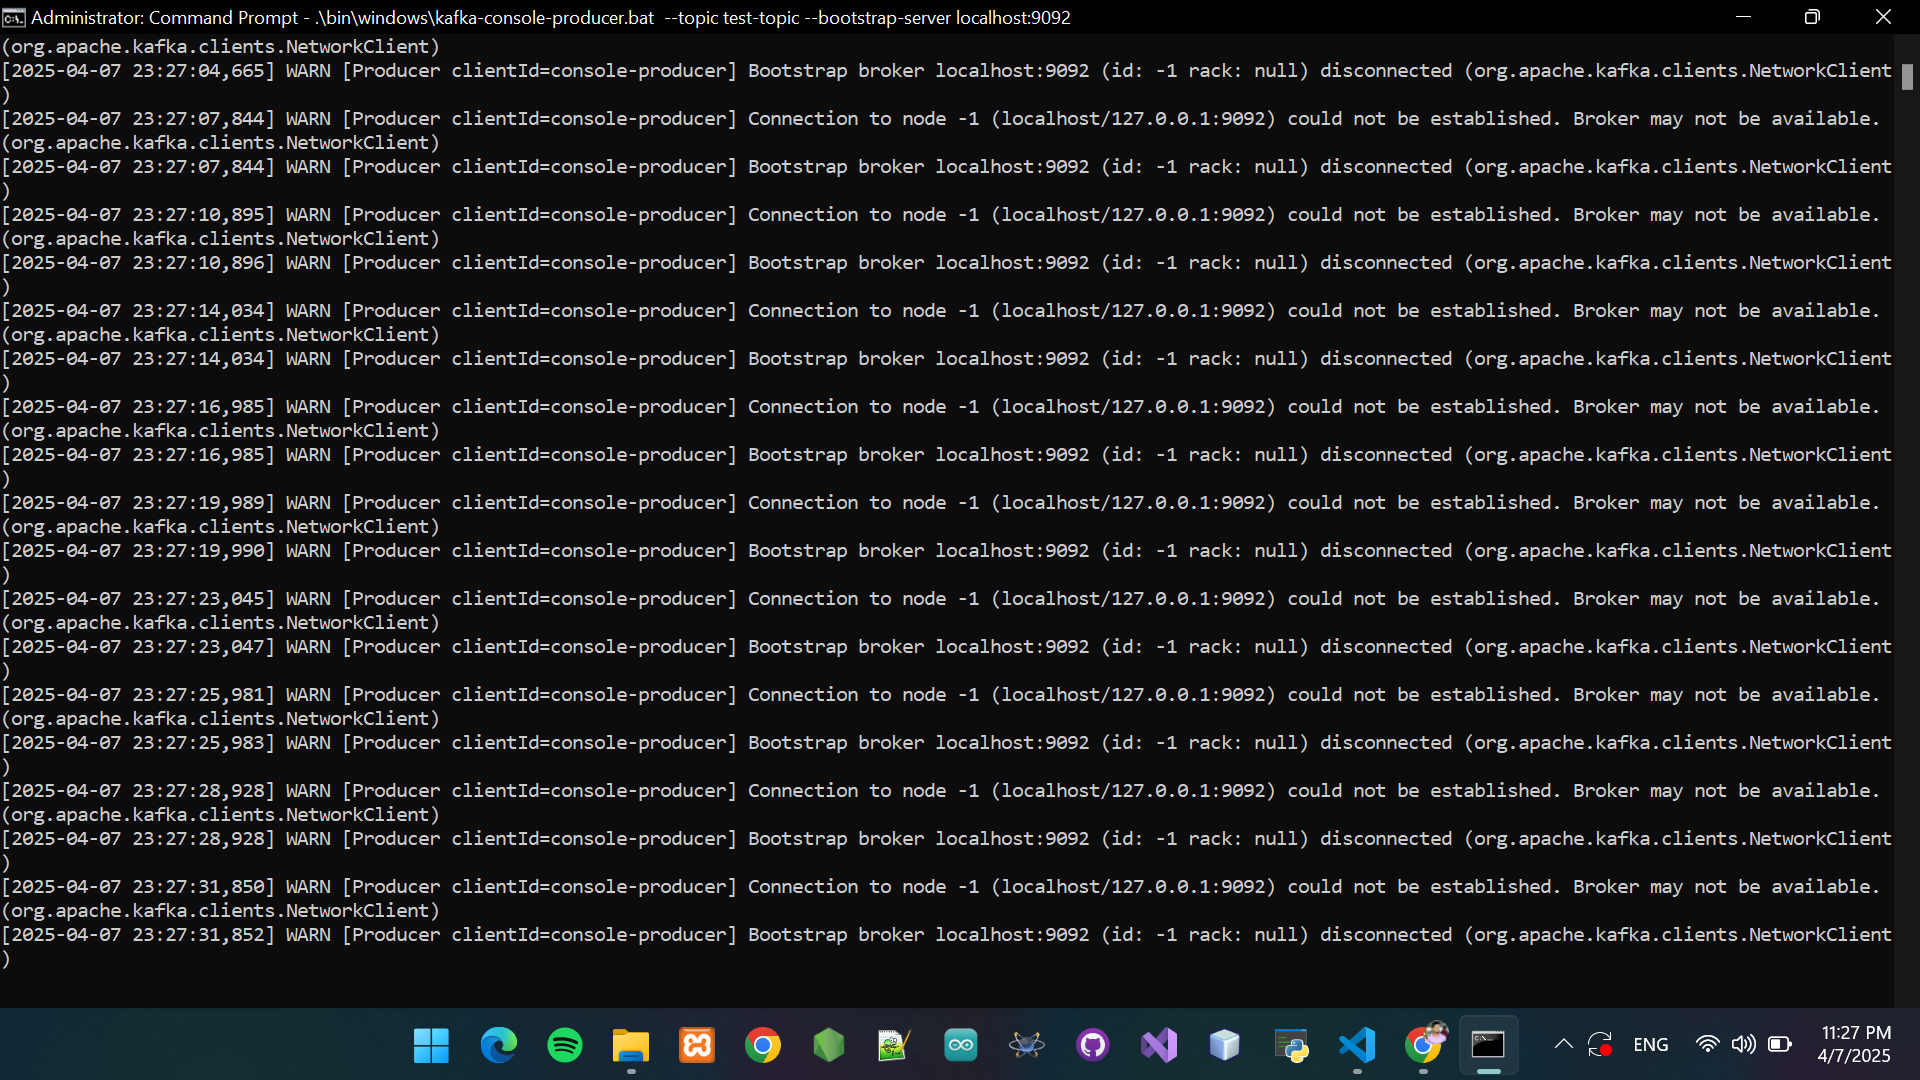 Administrator: Command Prompt - .\bin\windows\kafka-console-producer.bat  --topic test-topic --bootstrap-server localhost:9092
(org.apache.kafka.clients.NetworkClient)
[2025-04-07 23:27:04,665] WARN [Producer clientId=console-producer] Bootstrap broker localhost:9092 (id: -1 rack: null) disconnected (org.apache.kafka.clients.NetworkClient
)
[2025-04-07 23:27:07,844] WARN [Producer clientId=console-producer] Connection to node -1 (localhost/127.0.0.1:9092) could not be established. Broker may not be available.
(org.apache.kafka.clients.NetworkClient)
[2025-04-07 23:27:07,844] WARN [Producer clientId=console-producer] Bootstrap broker localhost:9092 (id: -1 rack: null) disconnected (org.apache.kafka.clients.NetworkClient
)
[2025-04-07 23:27:10,895] WARN [Producer clientId=console-producer] Connection to node -1 (localhost/127.0.0.1:9092) could not be established. Broker may not be available.
(org.apache.kafka.clients.NetworkClient)
[2025-04-07 23:27:10,896] WARN [Producer clientId=console-producer] Bootstrap broker localhost:9092 (id: -1 rack: null) disconnected (org.apache.kafka.clients.NetworkClient
)
[2025-04-07 23:27:14,034] WARN [Producer clientId=console-producer] Connection to node -1 (localhost/127.0.0.1:9092) could not be established. Broker may not be available.
(org.apache.kafka.clients.NetworkClient)
[2025-04-07 23:27:14,034] WARN [Producer clientId=console-producer] Bootstrap broker localhost:9092 (id: -1 rack: null) disconnected (org.apache.kafka.clients.NetworkClient
)
[2025-04-07 23:27:16,985] WARN [Producer clientId=console-producer] Connection to node -1 (localhost/127.0.0.1:9092) could not be established. Broker may not be available.
(org.apache.kafka.clients.NetworkClient)
[2025-04-07 23:27:16,985] WARN [Producer clientId=console-producer] Bootstrap broker localhost:9092 (id: -1 rack: null) disconnected (org.apache.kafka.clients.NetworkClient
)
[2025-04-07 23:27:19,989] WARN [Producer clientId=console-producer] Connection to node -1 (localhost/127.0.0.1:9092) could not be established. Broker may not be available.
(org.apache.kafka.clients.NetworkClient)
[2025-04-07 23:27:19,990] WARN [Producer clientId=console-producer] Bootstrap broker localhost:9092 (id: -1 rack: null) disconnected (org.apache.kafka.clients.NetworkClient
)
[2025-04-07 23:27:23,045] WARN [Producer clientId=console-producer] Connection to node -1 (localhost/127.0.0.1:9092) could not be established. Broker may not be available.
(org.apache.kafka.clients.NetworkClient)
[2025-04-07 23:27:23,047] WARN [Producer clientId=console-producer] Bootstrap broker localhost:9092 (id: -1 rack: null) disconnected (org.apache.kafka.clients.NetworkClient
)
[2025-04-07 23:27:25,981] WARN [Producer clientId=console-producer] Connection to node -1 (localhost/127.0.0.1:9092) could not be established. Broker may not be available.
(org.apache.kafka.clients.NetworkClient)
[2025-04-07 23:27:25,983] WARN [Producer clientId=console-producer] Bootstrap broker localhost:9092 (id: -1 rack: null) disconnected (org.apache.kafka.clients.NetworkClient
)
[2025-04-07 23:27:28,928] WARN [Producer clientId=console-producer] Connection to node -1 (localhost/127.0.0.1:9092) could not be established. Broker may not be available.
(org.apache.kafka.clients.NetworkClient)
[2025-04-07 23:27:28,928] WARN [Producer clientId=console-producer] Bootstrap broker localhost:9092 (id: -1 rack: null) disconnected (org.apache.kafka.clients.NetworkClient
)
[2025-04-07 23:27:31,850] WARN [Producer clientId=console-producer] Connection to node -1 (localhost/127.0.0.1:9092) could not be established. Broker may not be available.
(org.apache.kafka.clients.NetworkClient)
[2025-04-07 23:27:31,852] WARN [Producer clientId=console-producer] Bootstrap broker localhost:9092 (id: -1 rack: null) disconnected (org.apache.kafka.clients.NetworkClient
)
ENG
11:27 PM
4/7/2025